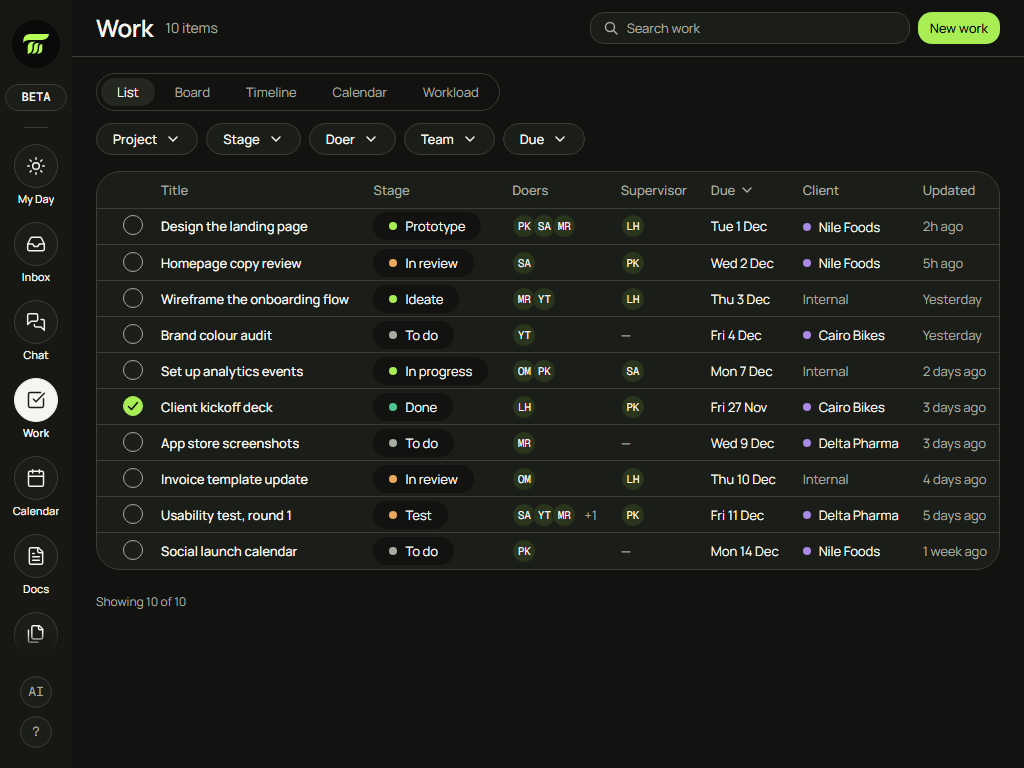 Work 10 items Search work New work
BETA
List Board Timeline Calendar Workload
Project Stage Doer Team Due
Title Stage Doers Supervisor Due Client Updated
Design the landing page Prototype PK SA MR LH Tue 1 Dec Nile Foods 2h ago
Homepage copy review In review SA PK Wed 2 Dec Nile Foods 5h ago
Wireframe the onboarding flow Ideate MR YT LH Thu 3 Dec Internal Yesterday
Brand colour audit To do YT — Fri 4 Dec Cairo Bikes Yesterday
Set up analytics events In progress OM PK SA Mon 7 Dec Internal 2 days ago
Client kickoff deck Done LH PK Fri 27 Nov Cairo Bikes 3 days ago
App store screenshots To do MR — Wed 9 Dec Delta Pharma 3 days ago
Invoice template update In review OM LH Thu 10 Dec Internal 4 days ago
Usability test, round 1 Test SA YT MR +1 PK Fri 11 Dec Delta Pharma 5 days ago
Social launch calendar To do PK — Mon 14 Dec Nile Foods 1 week ago
Showing 10 of 10
My Day
Inbox
Chat
Work
Calendar
Docs
AI
?